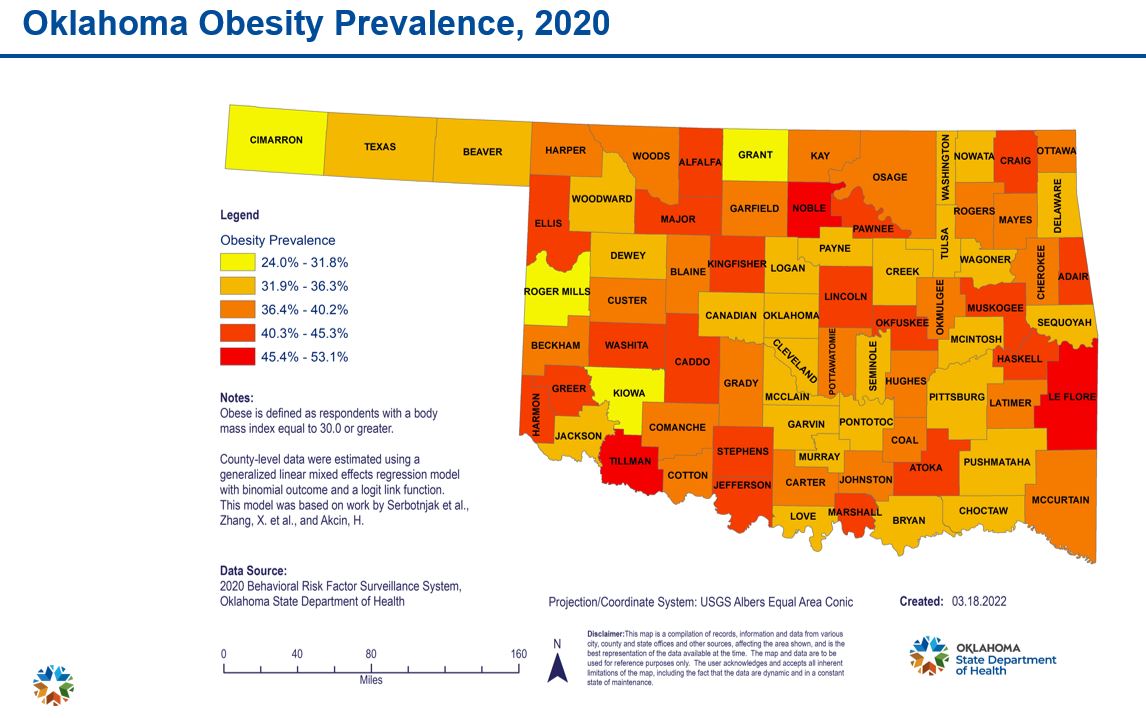 Oklahoma Obesity Prevalence, 2020
CIMARRON
TEXAS
BEAVER
HARPER
WOODS
ALFALFA
GRANT
KAY
OSAGE
WASHINGTON
NOWATA
CRAIG
OTTAWA
WOODWARD
ELLIS
MAJOR
GARFIELD
NOBLE
PAWNEE
ROGERS
MAYES
DELAWARE
TULSA
DEWEY
BLAINE
KINGFISHER
LOGAN
PAYNE
CREEK
WAGONER
CHEROKEE
ADAIR
ROGER MILLS
CUSTER
CANADIAN
OKLAHOMA
LINCOLN
OKFUSKEE
OKMULGEE
MUSKOGEE
SEQUOYAH
BECKHAM
WASHITA
CADDO
GRADY
CLEVELAND
MCCLAIN
POTTAWATOMIE
SEMINOLE
HUGHES
MCINTOSH
HASKELL
PITTSBURG
LATIMER
LE FLORE
HARMON
GREER
KIOWA
JACKSON
COMANCHE
TILLMAN
COTTON
STEPHENS
JEFFERSON
GARVIN
PONTOTOC
MURRAY
COAL
CARTER
JOHNSTON
ATOKA
PUSHMATAHA
MCCURTAIN
LOVE
MARSHALL
BRYAN
CHOCTAW
Legend
Obesity Prevalence
24.0% - 31.8%
31.9% - 36.3%
36.4% - 40.2%
40.3% - 45.3%
45.4% - 53.1%
Notes:
Obese is defined as respondents with a body
mass index equal to 30.0 or greater.
County-level data were estimated using a
generalized linear mixed effects regression model
with binomial outcome and a logit link function.
This model was based on work by Serbotnjak et al.,
Zhang, X. et al., and Akcin, H.
Data Source:
2020 Behavioral Risk Factor Surveillance System,
Oklahoma State Department of Health
Projection/Coordinate System: USGS Albers Equal Area Conic
Created: 03.18.2022
0 40 80 160
Miles
N
Disclaimer:This map is a compilation of records, information and data from various
city, county and state offices and other sources, affecting the area shown, and is the
best representation of the data available at the time. The map and data are to be
used for reference purposes only. The user acknowledges and accepts all inherent
limitations of the map, including the fact that the data are dynamic and in a constant
state of maintenance.
OKLAHOMA
State Department
of Health